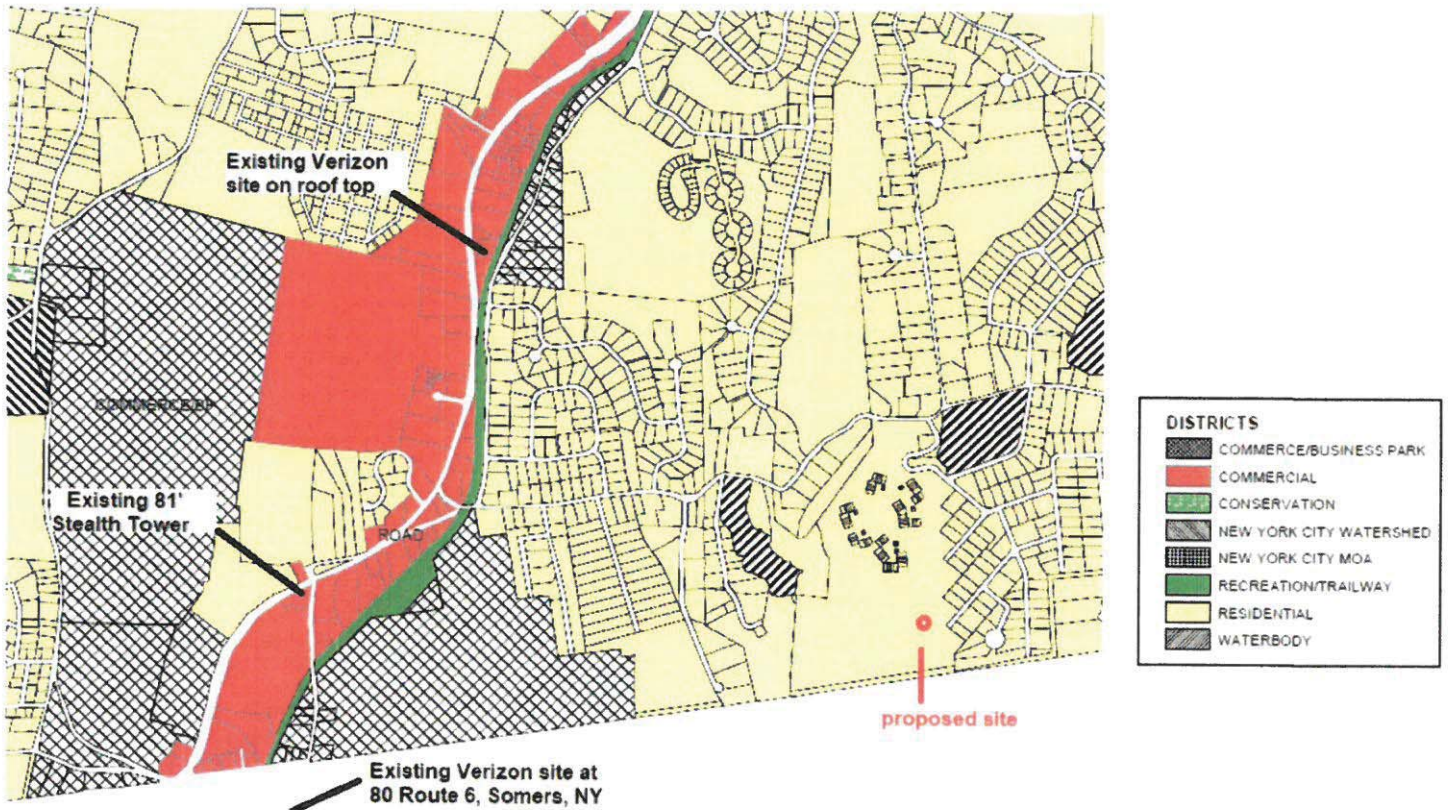 Existing Verizon
site on roof top
COMMERCE/BP
Existing 81'
Stealth Tower
ROAD
proposed site
Existing Verizon site at
80 Route 6, Somers, NY
DISTRICTS
COMMERCE/BUSINESS PARK
COMMERCIAL
CONSERVATION
NEW YORK CITY WATERSHED
NEW YORK CITY MOA
RECREATION/TRAILWAY
RESIDENTIAL
WATERBODY